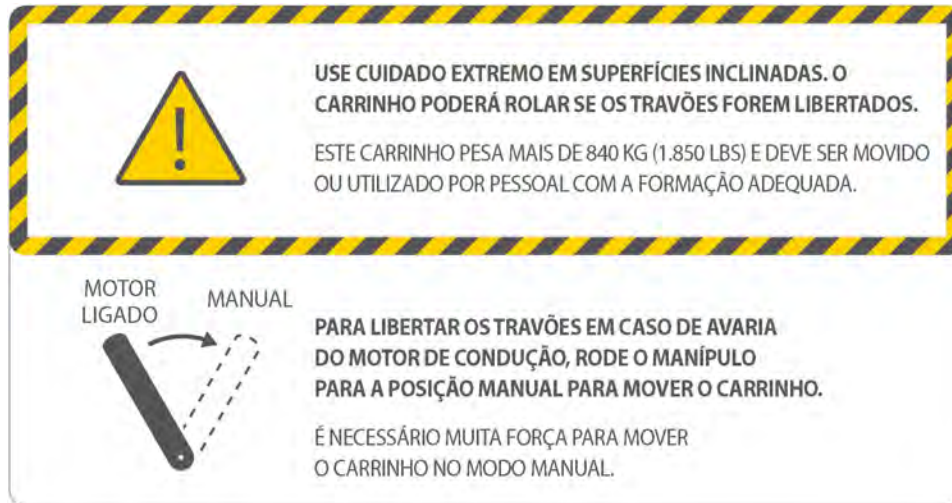 USE CUIDADO EXTREMO EM SUPERFÍCIES INCLINADAS. O
CARRINHO PODERÁ ROLAR SE OS TRAVÕES FOREM LIBERTADOS.
ESTE CARRINHO PESA MAIS DE 840 KG (1.850 LBS) E DEVE SER MOVIDO
OU UTILIZADO POR PESSOAL COM A FORMAÇÃO ADEQUADA.
MOTOR
LIGADO
MANUAL
PARA LIBERTAR OS TRAVÕES EM CASO DE AVARIA
DO MOTOR DE CONDUÇÃO, RODE O MANÍPULO
PARA A POSIÇÃO MANUAL PARA MOVER O CARRINHO.
É NECESSÁRIO MUITA FORÇA PARA MOVER
O CARRINHO NO MODO MANUAL.